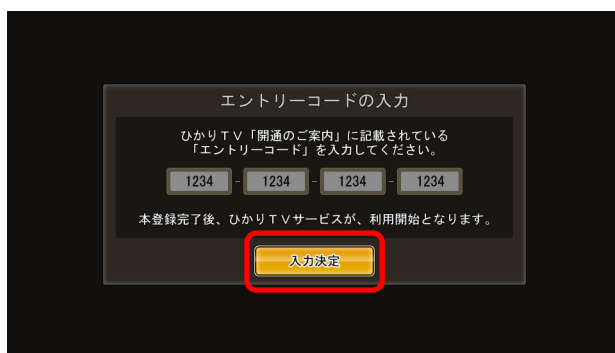 エントリーコードの入力
ひかりＴＶ「開通のご案内」に記載されている
「エントリーコード」を入力してください。
1234 - 1234 - 1234 - 1234
本登録完了後、ひかりＴＶサービスが、利用開始となります。
入力決定